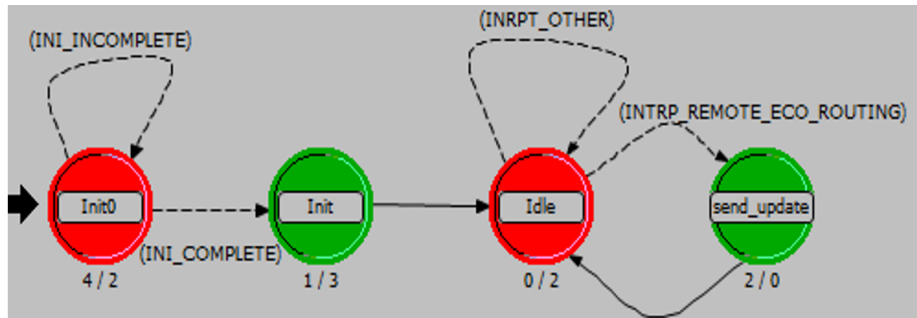 (INRPT_OTHER)
(INI_INCOMPLETE)
(INTRP_REMOTE_ECO_ROUTING)
Init0
Init
Idle
send_update
(INI_COMPLETE)
4 / 2
1 / 3
0 / 2
2 / 0